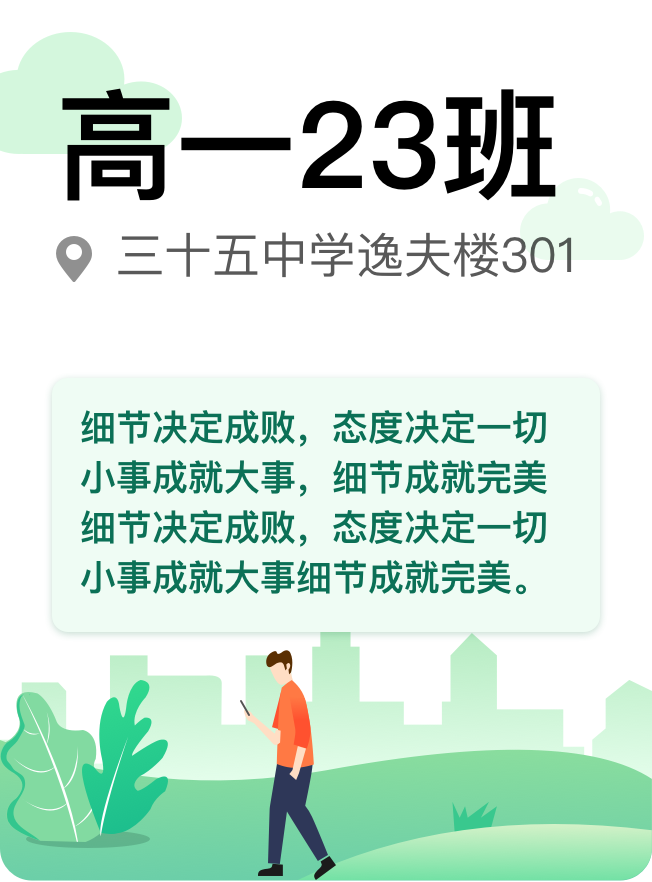 高一23班
三十五中学逸夫楼301
细节决定成败，态度决定一切
小事成就大事，细节成就完美
细节决定成败，态度决定一切
小事成就大事细节成就完美。